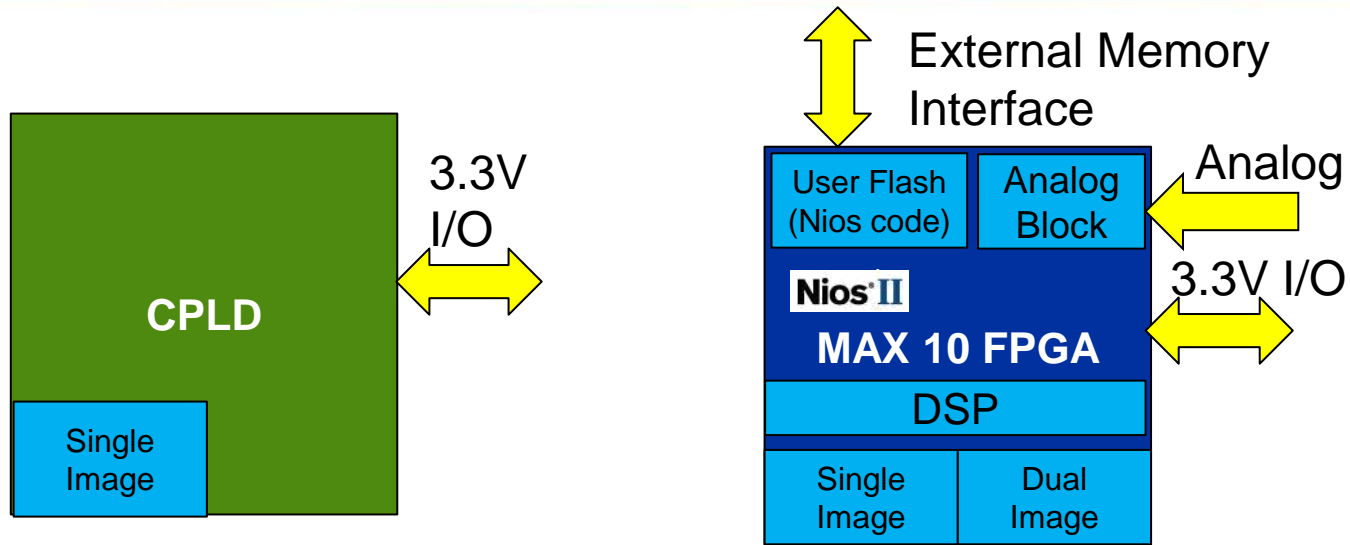 3.3V
I/O
CPLD
Single
Image
External Memory
Interface
User Flash
(Nios code)
Analog
Block
Analog
3.3V I/O
Nios® II
MAX 10 FPGA
DSP
Single
Image
Dual
Image